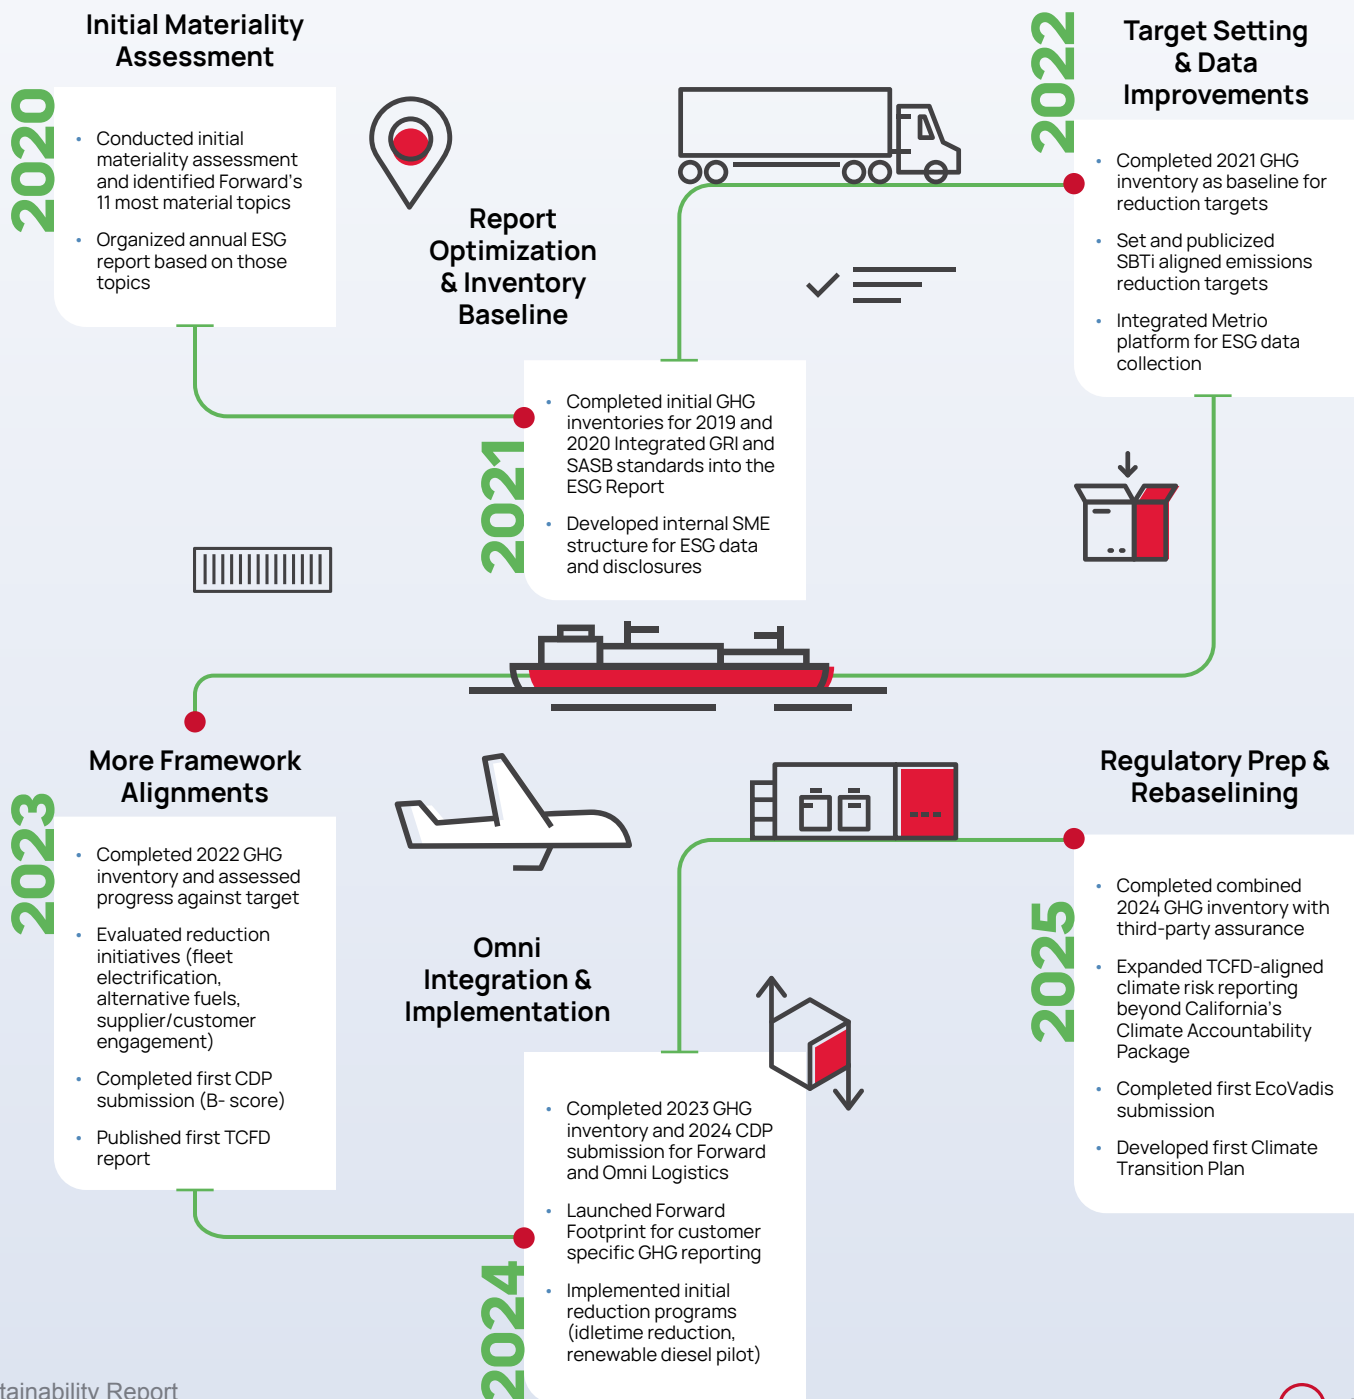 Initial Materiality
Assessment
2020
• Conducted initial
materiality assessment
and identified Forward's
11 most material topics
• Organized annual ESG
report based on those
topics
Report
Optimization
& Inventory
Baseline
2021
• Completed initial GHG
inventories for 2019 and
2020 Integrated GRI and
SASB standards into the
ESG Report
• Developed internal SME
structure for ESG data
and disclosures
Target Setting
& Data
Improvements
2022
• Completed 2021 GHG
inventory as baseline for
reduction targets
• Set and publicized
SBTi aligned emissions
reduction targets
• Integrated Metrio
platform for ESG data
collection
More Framework
Alignments
2023
• Completed 2022 GHG
inventory and assessed
progress against target
• Evaluated reduction
initiatives (fleet
electrification,
alternative fuels,
supplier/customer
engagement)
• Completed first CDP
submission (B- score)
• Published first TCFD
report
Omni
Integration &
Implementation
2024
• Completed 2023 GHG
inventory and 2024 CDP
submission for Forward
and Omni Logistics
• Launched Forward
Footprint for customer
specific GHG reporting
• Implemented initial
reduction programs
(idletime reduction,
renewable diesel pilot)
Regulatory Prep &
Rebaselining
2025
• Completed combined
2024 GHG inventory with
third-party assurance
• Expanded TCFD-aligned
climate risk reporting
beyond California's
Climate Accountability
Package
• Completed first EcoVadis
submission
• Developed first Climate
Transition Plan
tainability Report